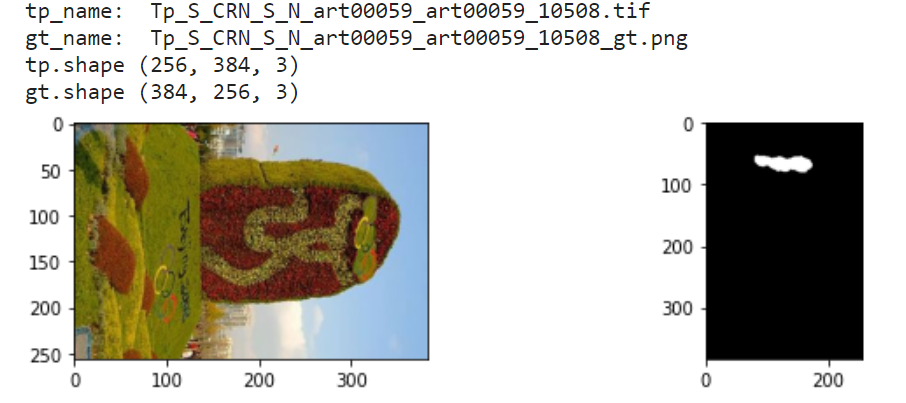 tp_name: Tp_S_CRN_S_N_art00059_art00059_10508.tif
gt_name: Tp_S_CRN_S_N_art00059_art00059_10508_gt.png
tp.shape (256, 384, 3)
gt.shape (384, 256, 3)
0
50
100
150
200
250
0 100 200 300
0
100
200
300
0 200